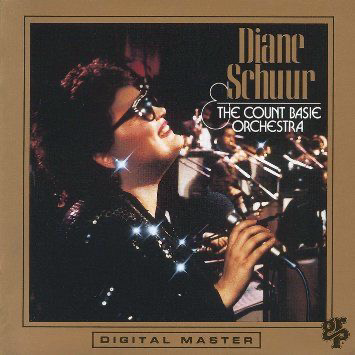 Diane
Schuur
&
THE COUNT BASIE
ORCHESTRA
DIGITAL MASTER
grp